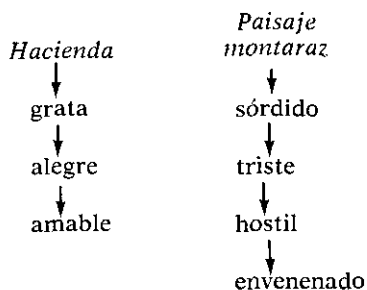 Hacienda
grata
alegre
amable
Paisaje
montaraz
sórdido
triste
hostil
envenenado